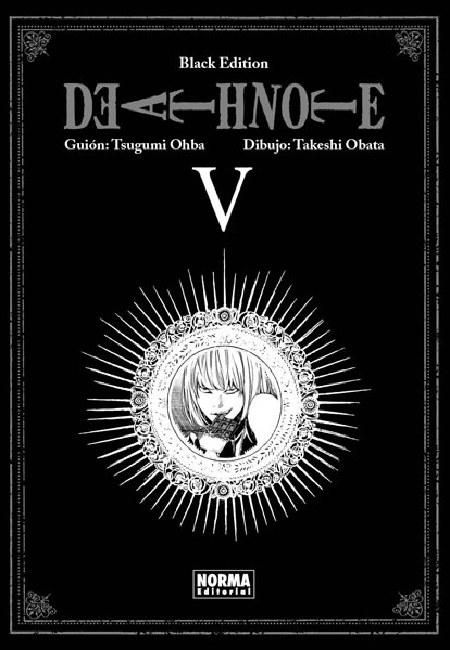 Black Edition
DEATHNOTE
Guión: Tsugumi Ohba Dibujo: Takeshi Obata
V
NORMA
Editorial